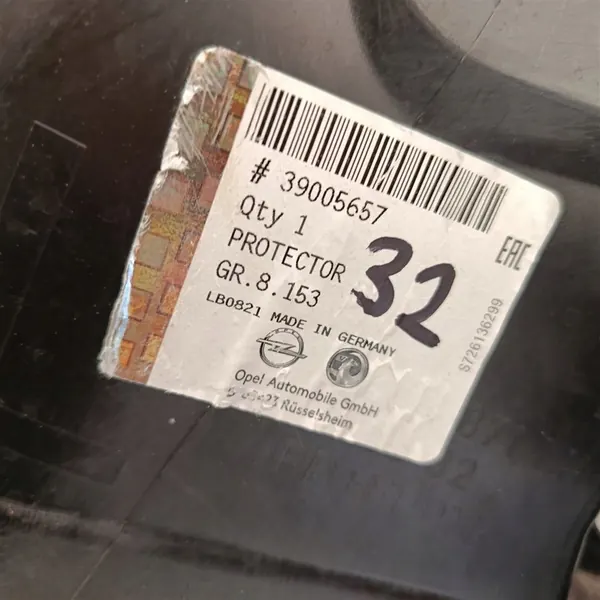 # 39005657
Qty 1
PROTECTOR
GR.8.153
32
LB0821 MADE IN GERMANY
EAC
S726136299
Opel Automobile GmbH
Rüsselsheim